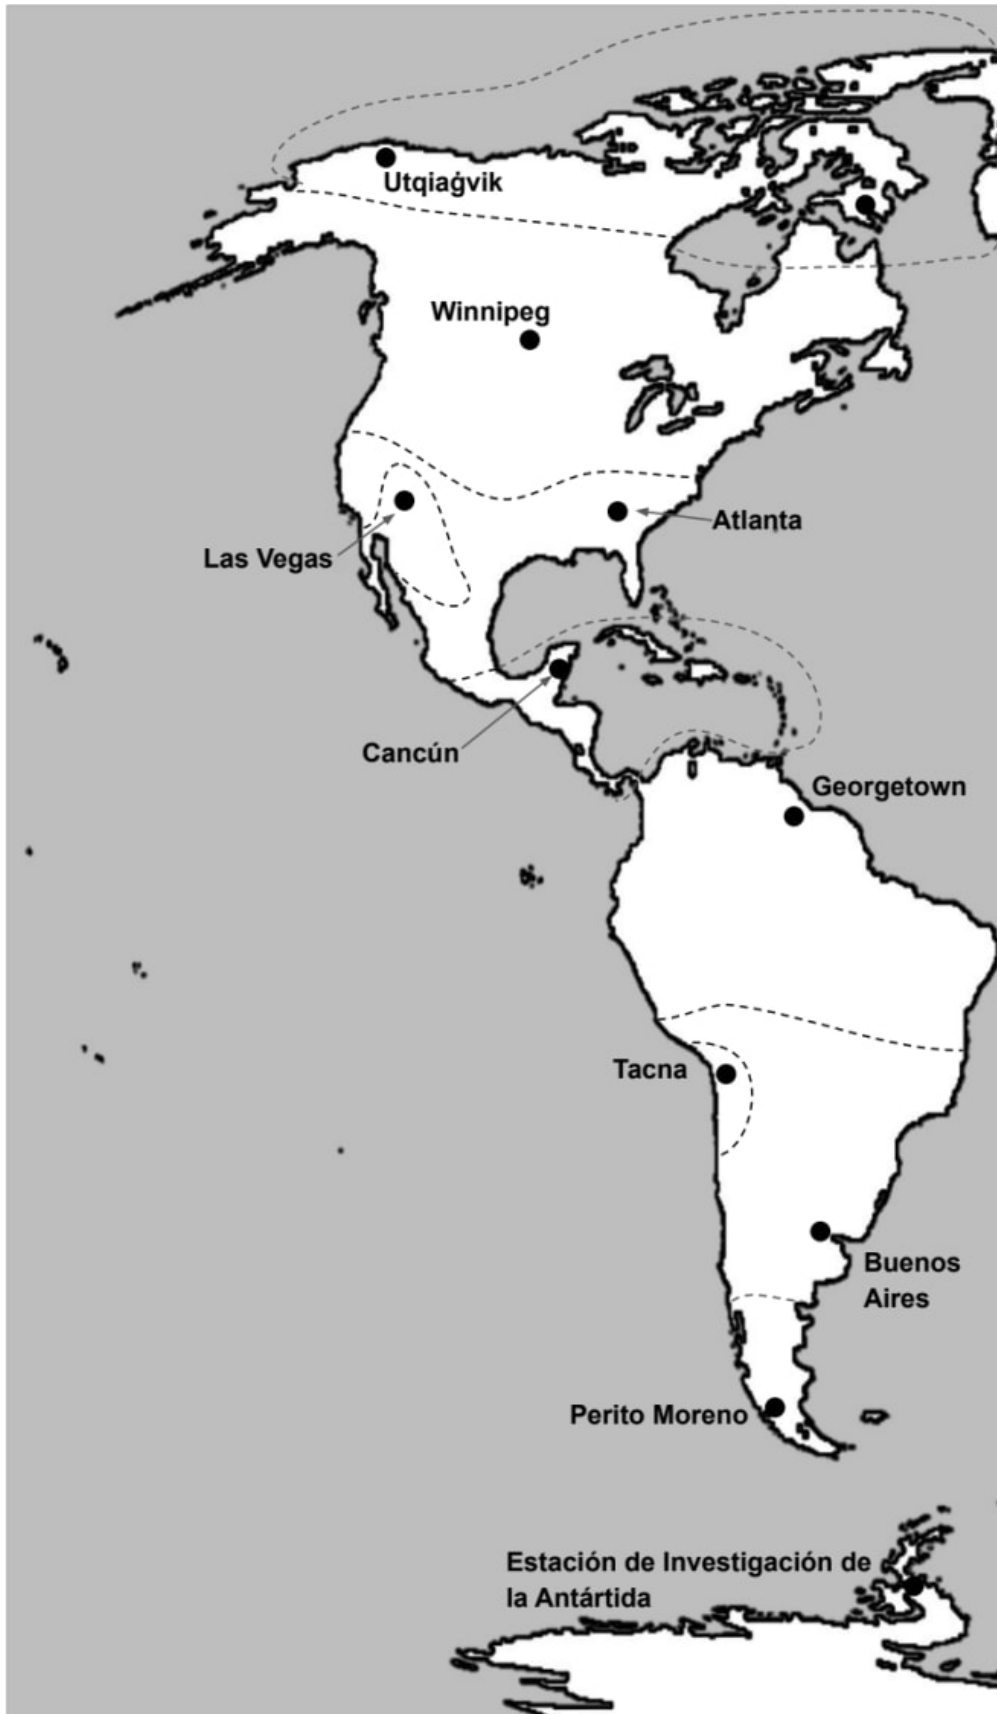 Utqiaġvik
Winnipeg
Atlanta
Las Vegas
Cancún
Georgetown
Tacna
Buenos
Aires
Perito Moreno
Estación de Investigación de
la Antártida